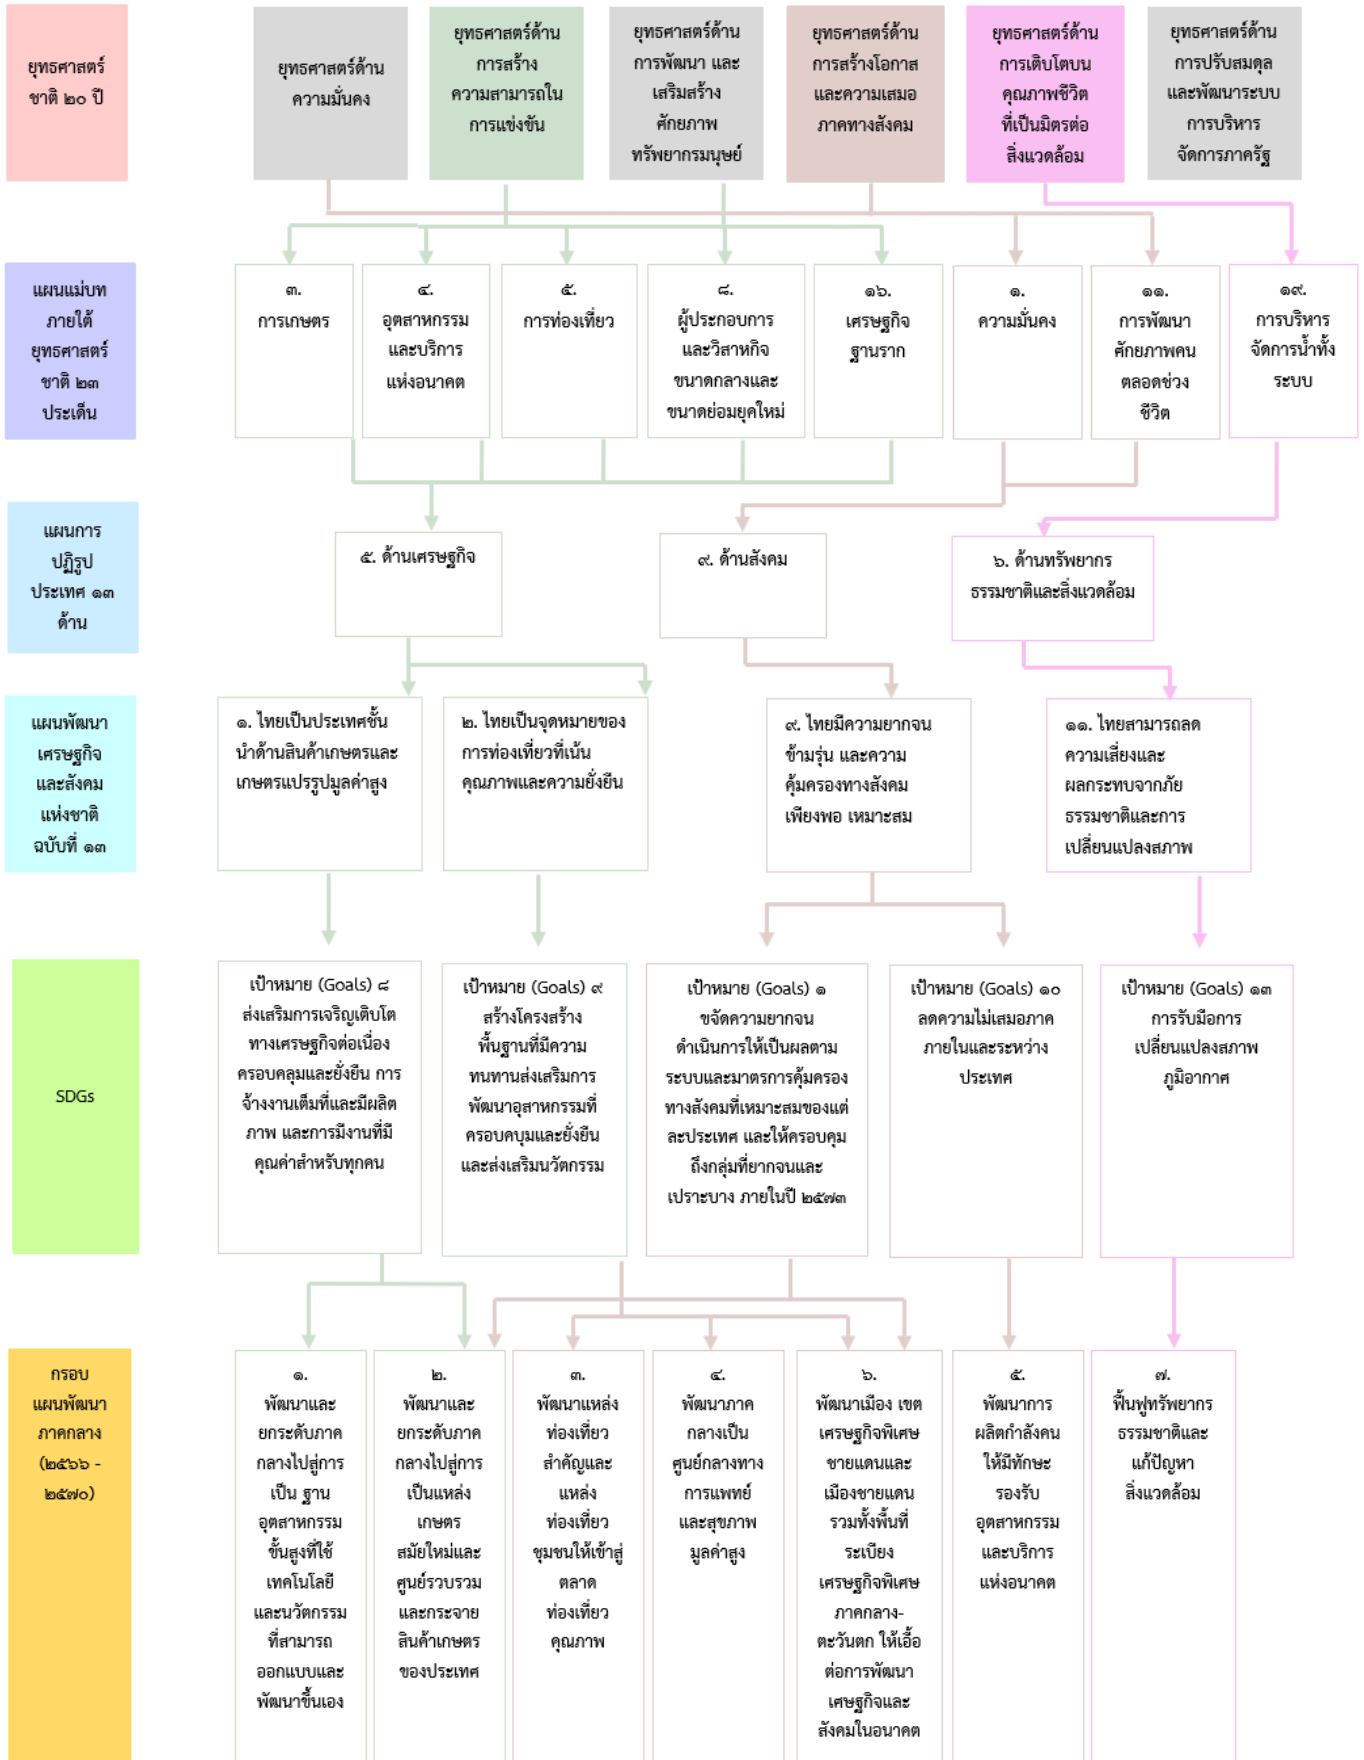 ยุทธศาสตร์
ชาติ ๒๐ ปี
ยุทธศาสตร์ด้าน
ความมั่นคง
ยุทธศาสตร์ด้าน
การสร้าง
ความสามารถใน
การแข่งขัน
ยุทธศาสตร์ด้าน
การพัฒนา และ
เสริมสร้าง
ศักยภาพ
ทรัพยากรมนุษย์
ยุทธศาสตร์ด้าน
การสร้างโอกาส
และความเสมอ
ภาคทางสังคม
ยุทธศาสตร์ด้าน
การเติบโตบน
คุณภาพชีวิต
ที่เป็นมิตรต่อ
สิ่งแวดล้อม
ยุทธศาสตร์ด้าน
การปรับสมดุล
และพัฒนาระบบ
การบริหาร
จัดการภาครัฐ
แผนแม่บท
ภายใต้
ยุทธศาสตร์
ชาติ ๒๓
ประเด็น
๓.
การเกษตร
๔.
อุตสาหกรรม
และบริการ
แห่งอนาคต
๕.
การท่องเที่ยว
๘.
ผู้ประกอบการ
และวิสาหกิจ
ขนาดกลางและ
ขนาดย่อมยุคใหม่
๑๖.
เศรษฐกิจ
ฐานราก
๑.
ความมั่นคง
๑๑.
การพัฒนา
ศักยภาพคน
ตลอดช่วง
ชีวิต
๑๙.
การบริหาร
จัดการน้ำทั้ง
ระบบ
แผนการ
ปฏิรูป
ประเทศ ๑๓
ด้าน
๕. ด้านเศรษฐกิจ
๙. ด้านสังคม
๖. ด้านทรัพยากร
ธรรมชาติและสิ่งแวดล้อม
แผนพัฒนา
เศรษฐกิจ
และสังคม
แห่งชาติ
ฉบับที่ ๑๓
๑. ไทยเป็นประเทศชั้น
นำด้านสินค้าเกษตรและ
เกษตรแปรรูปมูลค่าสูง
๒. ไทยเป็นจุดหมายของ
การท่องเที่ยวที่เน้น
คุณภาพและความยั่งยืน
๙. ไทยมีความยากจน
ข้ามรุ่น และความ
คุ้มครองทางสังคม
เพียงพอ เหมาะสม
๑๑. ไทยสามารถลด
ความเสี่ยงและ
ผลกระทบจากภัย
ธรรมชาติและการ
เปลี่ยนแปลงสภาพ
SDGs
เป้าหมาย (Goals) ๘
ส่งเสริมการเจริญเติบโต
ทางเศรษฐกิจต่อเนื่อง
ครอบคลุมและยั่งยืน การ
จ้างงานเต็มที่และมีผลิต
ภาพ และการมีงานที่มี
คุณค่าสำหรับทุกคน
เป้าหมาย (Goals) ๙
สร้างโครงสร้าง
พื้นฐานที่มีความ
ทนทานส่งเสริมการ
พัฒนาอุสาหกรรมที่
ครอบคบุมและยั่งยืน
และส่งเสริมนวัตกรรม
เป้าหมาย (Goals) ๑
ขจัดความยากจน
ดำเนินการให้เป็นผลตาม
ระบบและมาตรการคุ้มครอง
ทางสังคมที่เหมาะสมของแต่
ละประเทศ และให้ครอบคุม
ถึงกลุ่มที่ยากจนและ
เปราะบาง ภายในปี ๒๕๗๓
เป้าหมาย (Goals) ๑๐
ลดความไม่เสมอภาค
ภายในและระหว่าง
ประเทศ
เป้าหมาย (Goals) ๑๓
การรับมือการ
เปลี่ยนแปลงสภาพ
ภูมิอากาศ
กรอบ
แผนพัฒนา
ภาคกลาง
(๒๕๖๖ -
๒๕๗๐)
๑.
พัฒนาและ
ยกระดับภาค
กลางไปสู่การ
เป็น ฐาน
อุตสาหกรรม
ขั้นสูงที่ใช้
เทคโนโลยี
และนวัตกรรม
ที่สามารถ
ออกแบบและ
พัฒนาขึ้นเอง
๒.
พัฒนาและ
ยกระดับภาค
กลางไปสู่การ
เป็นแหล่ง
เกษตร
สมัยใหม่และ
ศูนย์รวบรวม
และกระจาย
สินค้าเกษตร
ของประเทศ
๓.
พัฒนาแหล่ง
ท่องเที่ยว
สำคัญและ
แหล่ง
ท่องเที่ยว
ชุมชนให้เข้าสู่
ตลาด
ท่องเที่ยว
คุณภาพ
๔.
พัฒนาภาค
กลางเป็น
ศูนย์กลางทาง
การแพทย์
และสุขภาพ
มูลค่าสูง
๖.
พัฒนาเมือง เขต
เศรษฐกิจพิเศษ
ชายแดนและ
เมืองชายแดน
รวมทั้งพื้นที่
ระเบียง
เศรษฐกิจพิเศษ
ภาคกลาง-
ตะวันตก ให้เอื้อ
ต่อการพัฒนา
เศรษฐกิจและ
สังคมในอนาคต
๕.
พัฒนาการ
ผลิตกำลังคน
ให้มีทักษะ
รองรับ
อุตสาหกรรม
และบริการ
แห่งอนาคต
๗.
ฟื้นฟูทรัพยากร
ธรรมชาติและ
แก้ปัญหา
สิ่งแวดล้อม